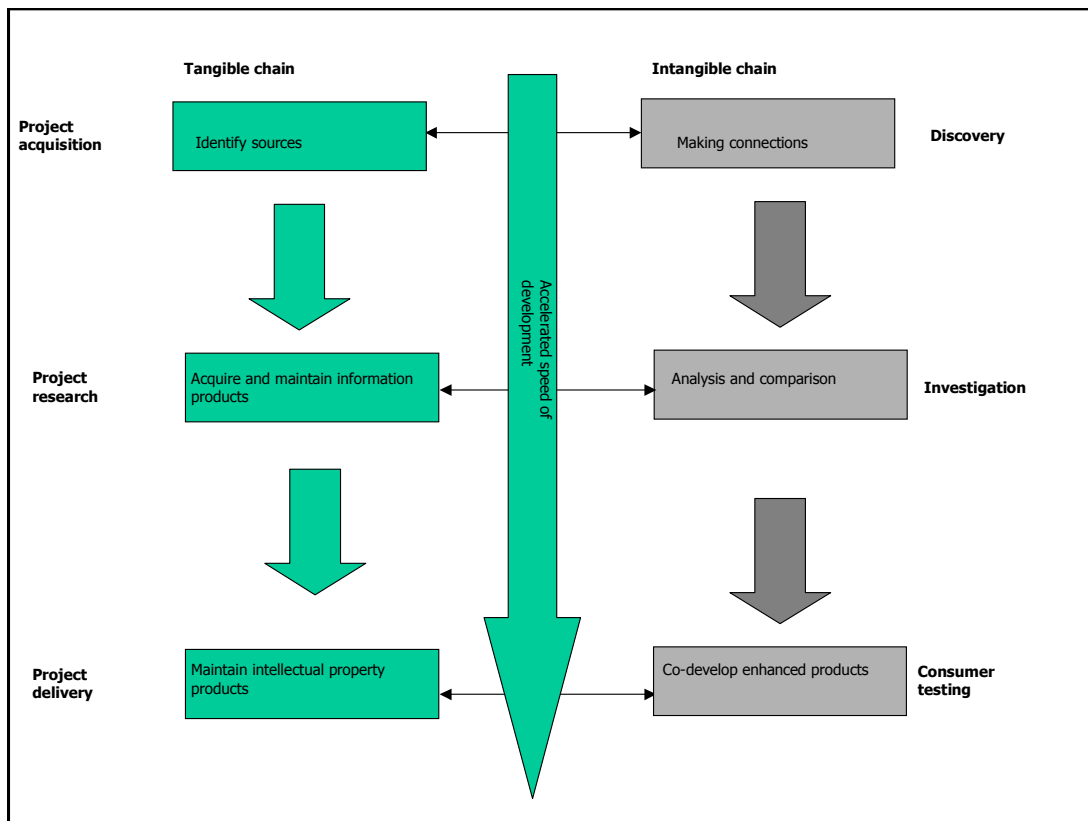 Tangible chain
Intangible chain
Project
acquisition
Identify sources
Making connections
Discovery
Accelerated speed of
development
Project
research
Acquire and maintain information
products
Analysis and comparison
Investigation
Project
delivery
Maintain intellectual property
products
Co-develop enhanced products
Consumer
testing